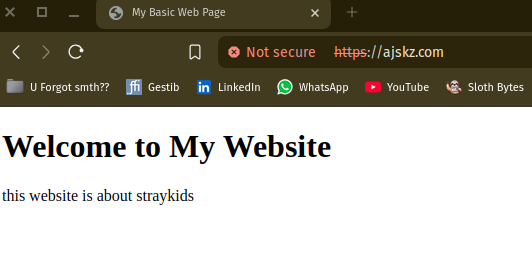 My Basic Web Page
Not secure https://ajskz.com
U Forgot smth?? Gestib LinkedIn WhatsApp YouTube Sloth Bytes
Welcome to My Website
this website is about straykids